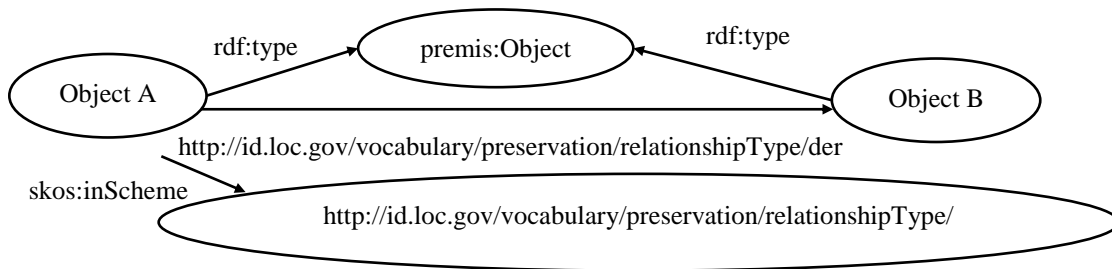 rdf:type
premis:Object
rdf:type
Object A
Object B
http://id.loc.gov/vocabulary/preservation/relationshipType/der
skos:inScheme
http://id.loc.gov/vocabulary/preservation/relationshipType/